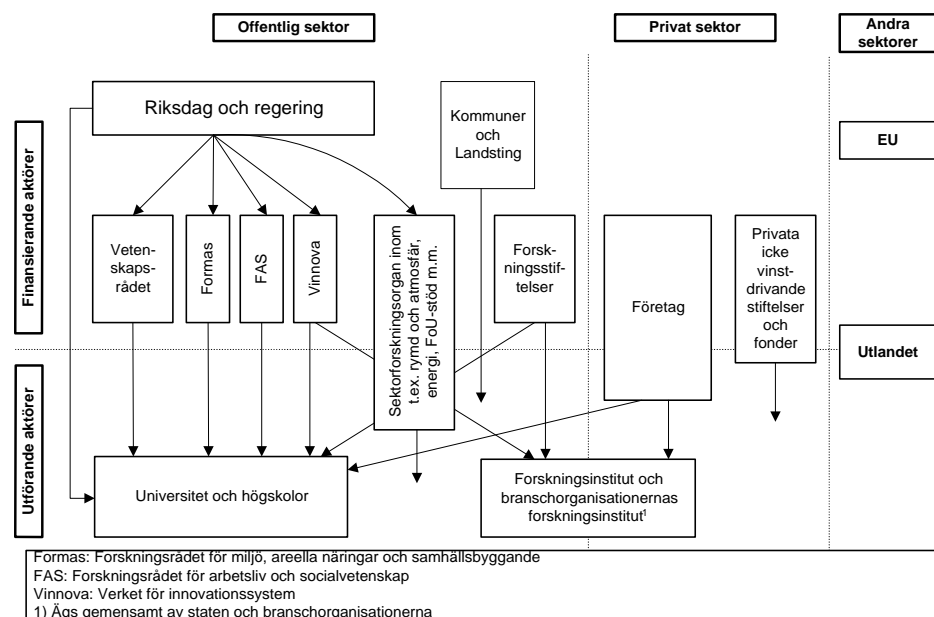 Offentlig sektor
Privat sektor
Andra
sektorer
Finansierande aktörer
Utförande aktörer
Riksdag och regering
Kommuner
och
Landsting
EU
Veten-
skaps-
rådet
Formas
FAS
Vinnova
Sektorforskningsorgan inom
t.ex. rymd och atmosfär,
energi, FoU-stöd m.m.
Forsk-
ningsstif-
telser
Företag
Privata
icke
vinst-
drivande
stiftelser
och
fonder
Utlandet
Universitet och högskolor
Forskningsinstitut och
branschorganisationernas
forskningsinstitut¹
Formas: Forskningsrådet för miljö, areella näringar och samhällsbyggande
FAS: Forskningsrådet för arbetsliv och socialvetenskap
Vinnova: Verket för innovationssystem
1) Ägs gemensamt av staten och branschorganisationerna